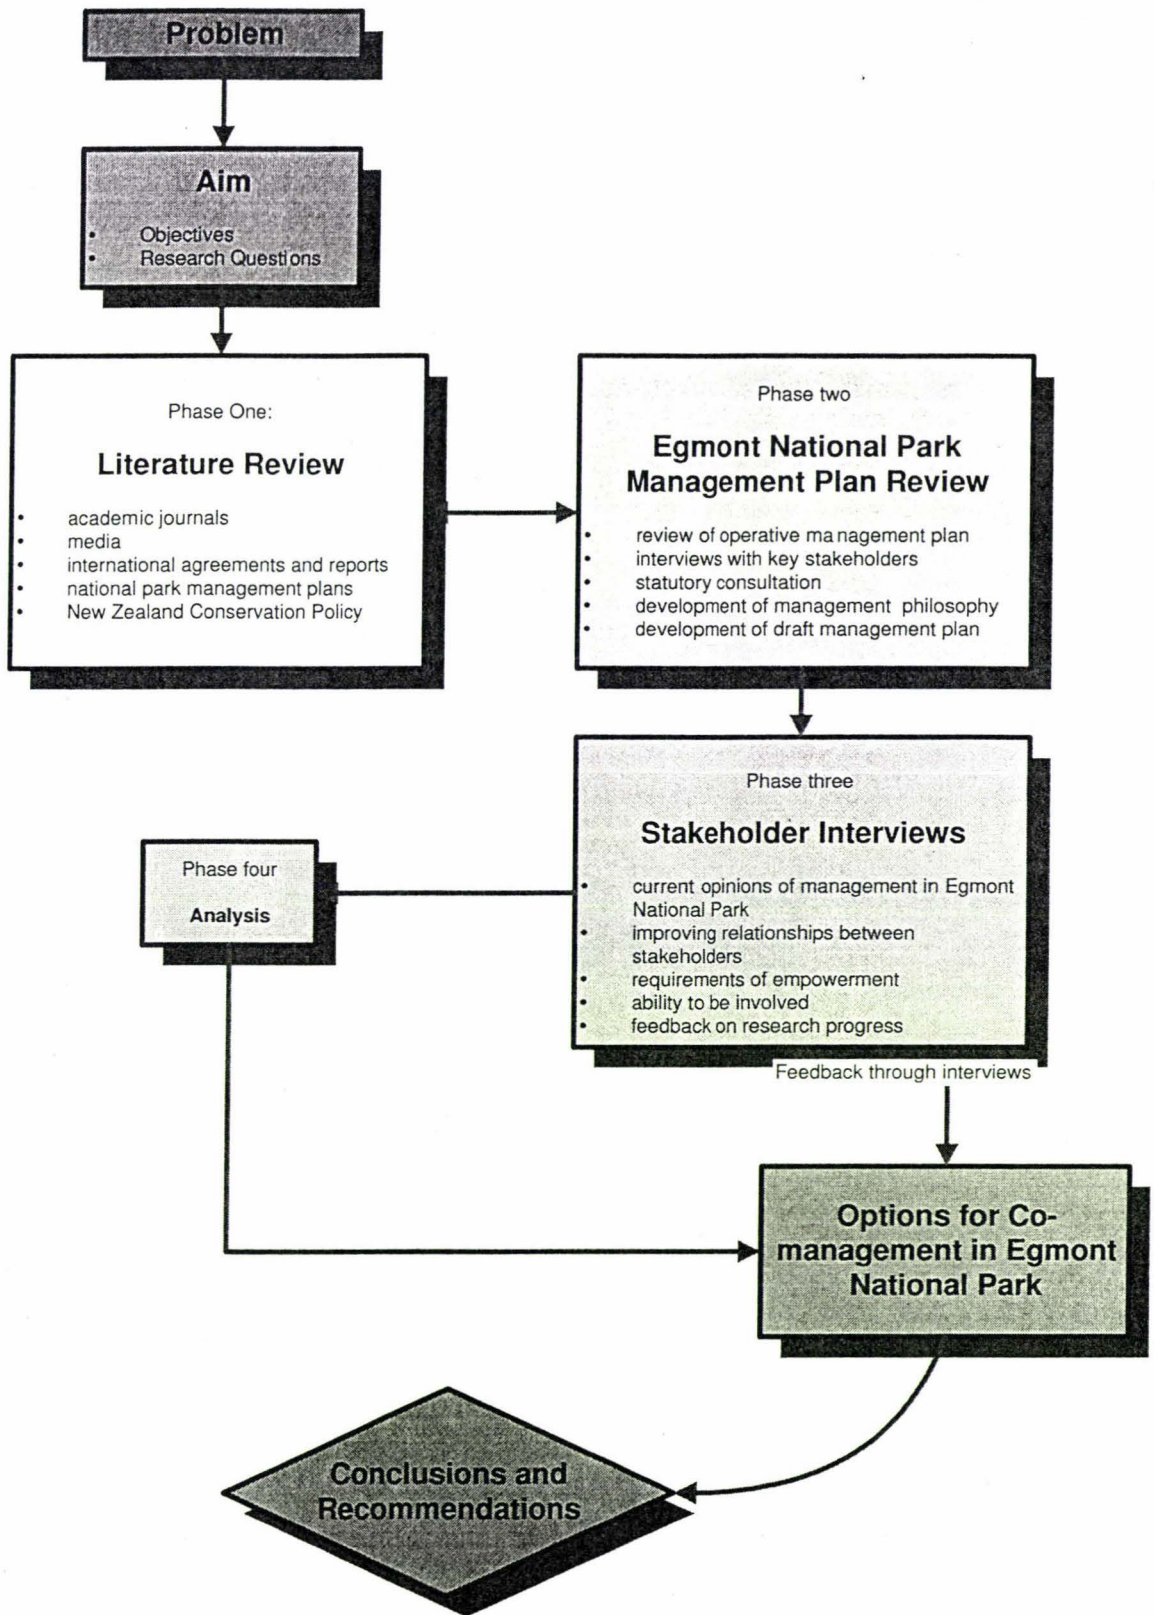 Problem
Aim
• Objectives
• Research Questions
Phase One:
Literature Review
• academic journals
• media
• international agreements and reports
• national park management plans
• New Zealand Conservation Policy
Phase two
Egmont National Park
Management Plan Review
• review of operative management plan
• interviews with key stakeholders
• statutory consultation
• development of management philosophy
• development of draft management plan
Phase three
Stakeholder Interviews
• current opinions of management in Egmont
National Park
• improving relationships between
stakeholders
• requirements of empowerment
• ability to be involved
• feedback on research progress
Phase four
Analysis
Feedback through interviews
Options for Co-
management in Egmont
National Park
Conclusions and
Recommendations